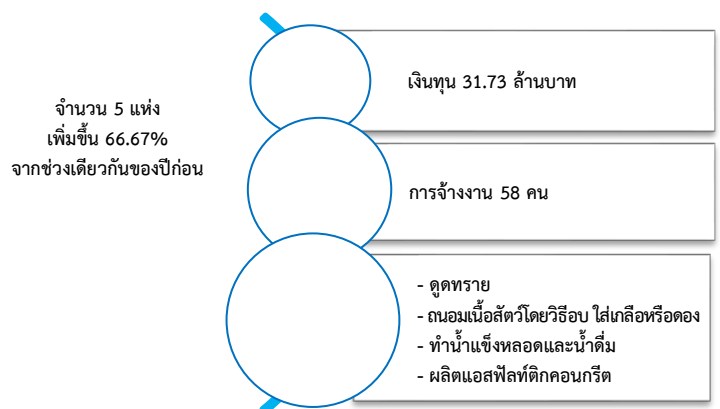 จำนวน 5 แห่ง
เพิ่มขึ้น 66.67%
จากช่วงเดียวกันของปีก่อน
เงินทุน 31.73 ล้านบาท
การจ้างงาน 58 คน
- ดูดทราย
- ถนอมเนื้อสัตว์โดยวิธีอบ ใส่เกลือหรือดอง
- ทำน้ำแข็งหลอดและน้ำดื่ม
- ผลิตแอสฟัลท์ติกคอนกรีต